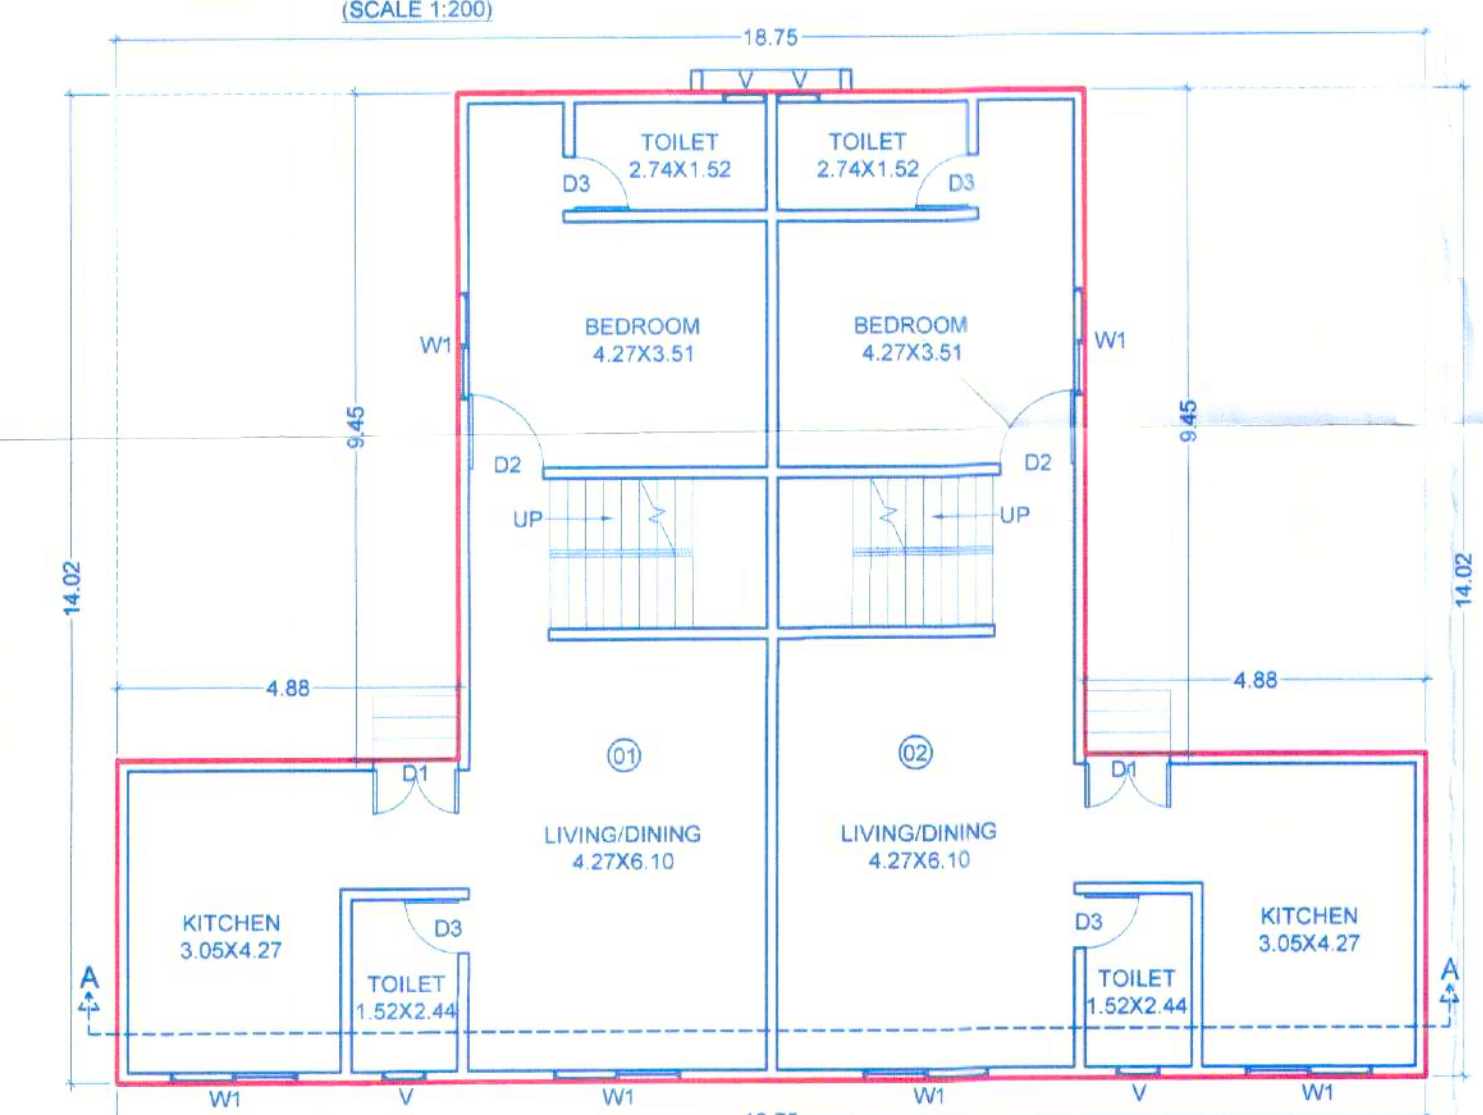 (SCALE 1:200)
18.75
V V
TOILET
2.74X1.52
TOILET
2.74X1.52
D3
D3
BEDROOM
4.27X3.51
BEDROOM
4.27X3.51
W1
W1
9.45
9.45
D2
D2
UP
UP
14.02
14.02
4.88
4.88
01
02
D1
D1
LIVING/DINING
4.27X6.10
LIVING/DINING
4.27X6.10
KITCHEN
3.05X4.27
D3
D3
KITCHEN
3.05X4.27
A
A
TOILET
1.52X2.44
TOILET
1.52X2.44
W1
V
W1
W1
V
W1